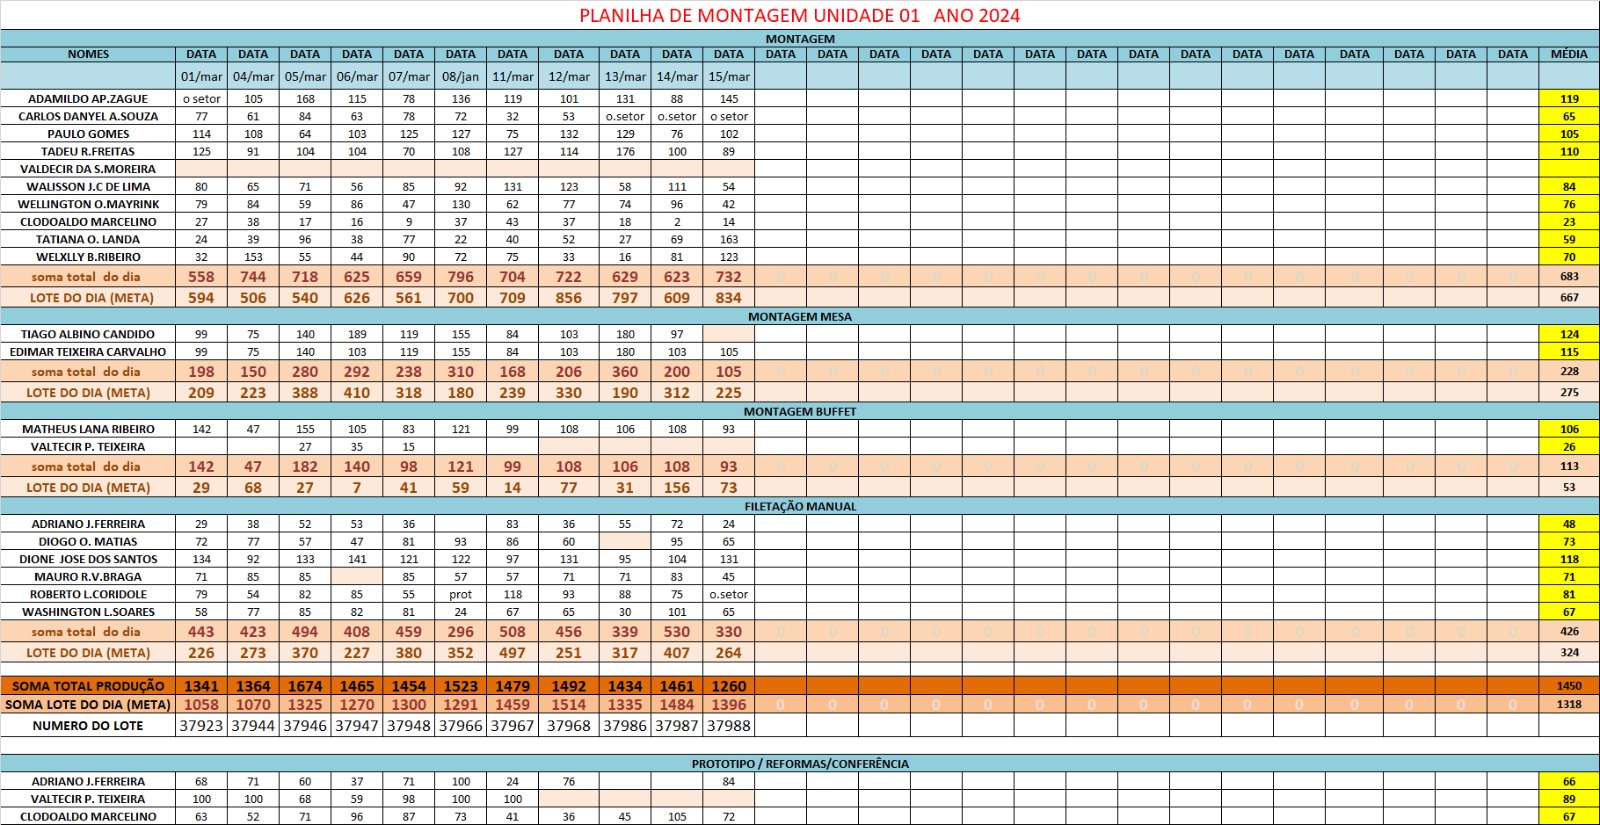 PLANILHA DE MONTAGEM UNIDADE 01 ANO 2024
MONTAGEM
NOMES DATA DATA DATA DATA DATA DATA DATA DATA DATA DATA DATA DATA DATA DATA DATA DATA DATA DATA DATA DATA DATA DATA DATA DATA DATA DATA MÉDIA
01/mar 04/mar 05/mar 06/mar 07/mar 08/jan 11/mar 12/mar 13/mar 14/mar 15/mar
ADAMILDO AP.ZAGUE o setor 105 168 115 78 136 119 101 131 88 145 119
CARLOS DANYEL A.SOUZA 77 61 84 63 78 72 32 53 o.setor o.setor o setor 65
PAULO GOMES 114 108 64 103 125 127 75 132 129 76 102 105
TADEU R.FREITAS 125 91 104 104 70 108 127 114 176 100 89 110
VALDECIR DA S.MOREIRA
WALISSON J.C DE LIMA 80 65 71 56 85 92 131 123 58 111 54 84
WELLINGTON O.MAYRINK 79 84 59 86 47 130 62 77 74 96 42 76
CLODOALDO MARCELINO 27 38 17 16 9 37 43 37 18 2 14 23
TATIANA O. LANDA 24 39 96 38 77 22 40 52 27 69 163 59
WELXLLY B.RIBEIRO 32 153 55 44 90 72 75 33 16 81 123 70
soma total do dia 558 744 718 625 659 796 704 722 629 623 732 0 0 0 0 0 0 0 0 0 0 0 0 0 0 0 683
LOTE DO DIA (META) 594 506 540 626 561 700 709 856 797 609 834 667
MONTAGEM MESA
TIAGO ALBINO CANDIDO 99 75 140 189 119 155 84 103 180 97 124
EDIMAR TEIXEIRA CARVALHO 99 75 140 103 119 155 84 103 180 103 105 115
soma total do dia 198 150 280 292 238 310 168 206 360 200 105 0 0 0 0 0 0 0 0 0 0 0 0 0 0 0 228
LOTE DO DIA (META) 209 223 388 410 318 180 239 330 190 312 225 275
MONTAGEM BUFFET
MATHEUS LANA RIBEIRO 142 47 155 105 83 121 99 108 106 108 93 106
VALTECIR P. TEIXEIRA 27 35 15 26
soma total do dia 142 47 182 140 98 121 99 108 106 108 93 0 0 0 0 0 0 0 0 0 0 0 0 0 0 0 113
LOTE DO DIA (META) 29 68 27 7 41 59 14 77 31 156 73 53
FILETAÇÃO MANUAL
ADRIANO J.FERREIRA 29 38 52 53 36 83 36 55 72 24 48
DIOGO O. MATIAS 72 77 57 47 81 93 86 60 95 65 73
DIONE JOSE DOS SANTOS 134 92 133 141 121 122 97 131 95 104 131 118
MAURO R.V.BRAGA 71 85 85 85 57 57 71 71 83 45 71
ROBERTO L.CORIDOLE 79 54 82 85 55 prot 118 93 88 75 o.setor 81
WASHINGTON L.SOARES 58 77 85 82 81 24 67 65 30 101 65 67
soma total do dia 443 423 494 408 459 296 508 456 339 530 330 0 0 0 0 0 0 0 0 0 0 0 0 0 0 0 426
LOTE DO DIA (META) 226 273 370 227 380 352 497 251 317 407 264 324
SOMA TOTAL PRODUÇÃO 1341 1364 1674 1465 1454 1523 1479 1492 1434 1461 1260 1450
SOMA LOTE DO DIA (META) 1058 1070 1325 1270 1300 1291 1459 1514 1335 1484 1396 0 0 0 0 0 0 0 0 0 0 0 0 0 0 0 1318
NUMERO DO LOTE 37923 37944 37946 37947 37948 37966 37967 37968 37986 37987 37988
PROTOTIPO / REFORMAS/CONFERÊNCIA
ADRIANO J.FERREIRA 68 71 60 37 71 100 24 76 84 66
VALTECIR P. TEIXEIRA 100 100 68 59 98 100 100 89
CLODOALDO MARCELINO 63 52 71 96 87 73 41 36 45 105 72 67